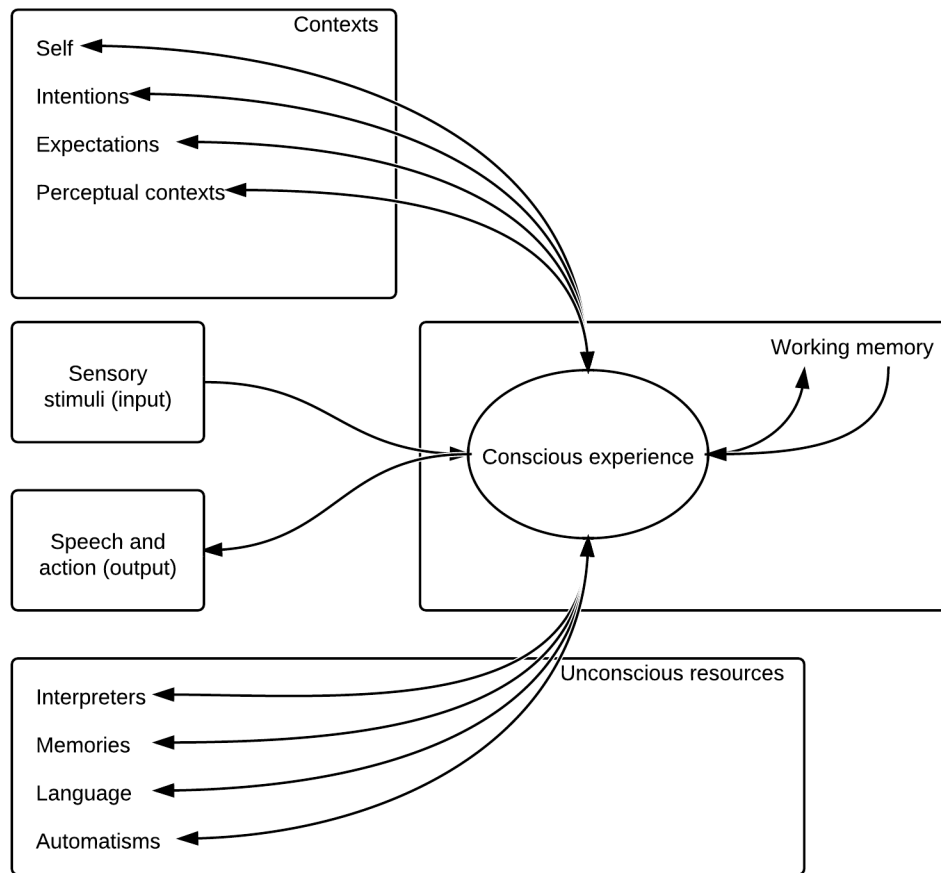 Contexts
Self
Intentions
Expectations
Perceptual contexts
Sensory
stimuli (input)
Working memory
Conscious experience
Speech and
action (output)
Unconscious resources
Interpreters
Memories
Language
Automatisms